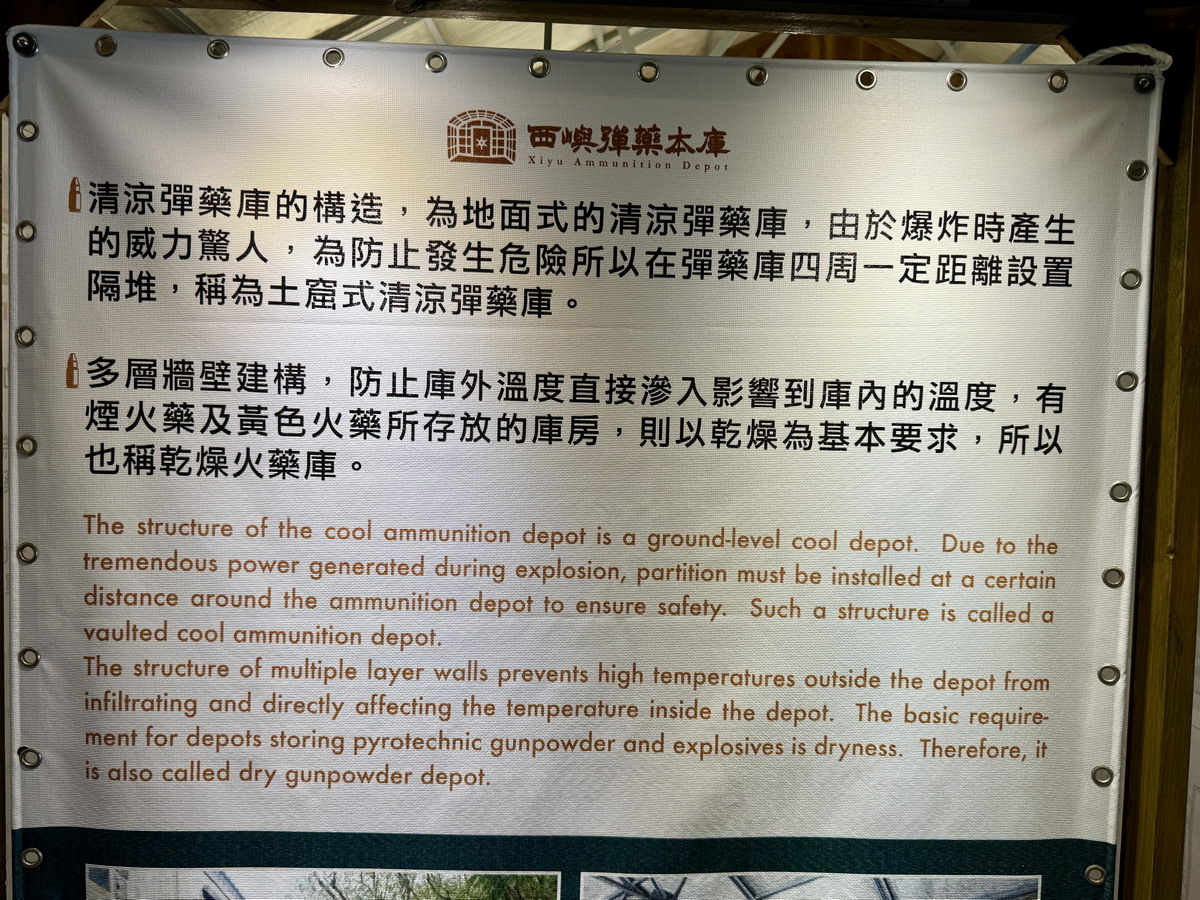 西嶼彈藥本庫
Xiyu Ammunition Depot
清涼彈藥庫的構造，為地面式的清涼彈藥庫，由於爆炸時產生
的威力驚人，為防止發生危險所以在彈藥庫四周一定距離設置
隔堆，稱為土窟式清涼彈藥庫。
多層牆壁建構，防止庫外溫度直接滲入影響到庫內的溫度，有
煙火藥及黃色火藥所存放的庫房，則以乾燥為基本要求，所以
也稱乾燥火藥庫。
The structure of the cool ammunition depot is a ground-level cool depot. Due to the
tremendous power generated during explosion, partition must be installed at a certain
distance around the ammunition depot to ensure safety. Such a structure is called a
vaulted cool ammunition depot.
The structure of multiple layer walls prevents high temperatures outside the depot from
infiltrating and directly affecting the temperature inside the depot. The basic require-
ment for depots storing pyrotechnic gunpowder and explosives is dryness. Therefore, it
is also called dry gunpowder depot.